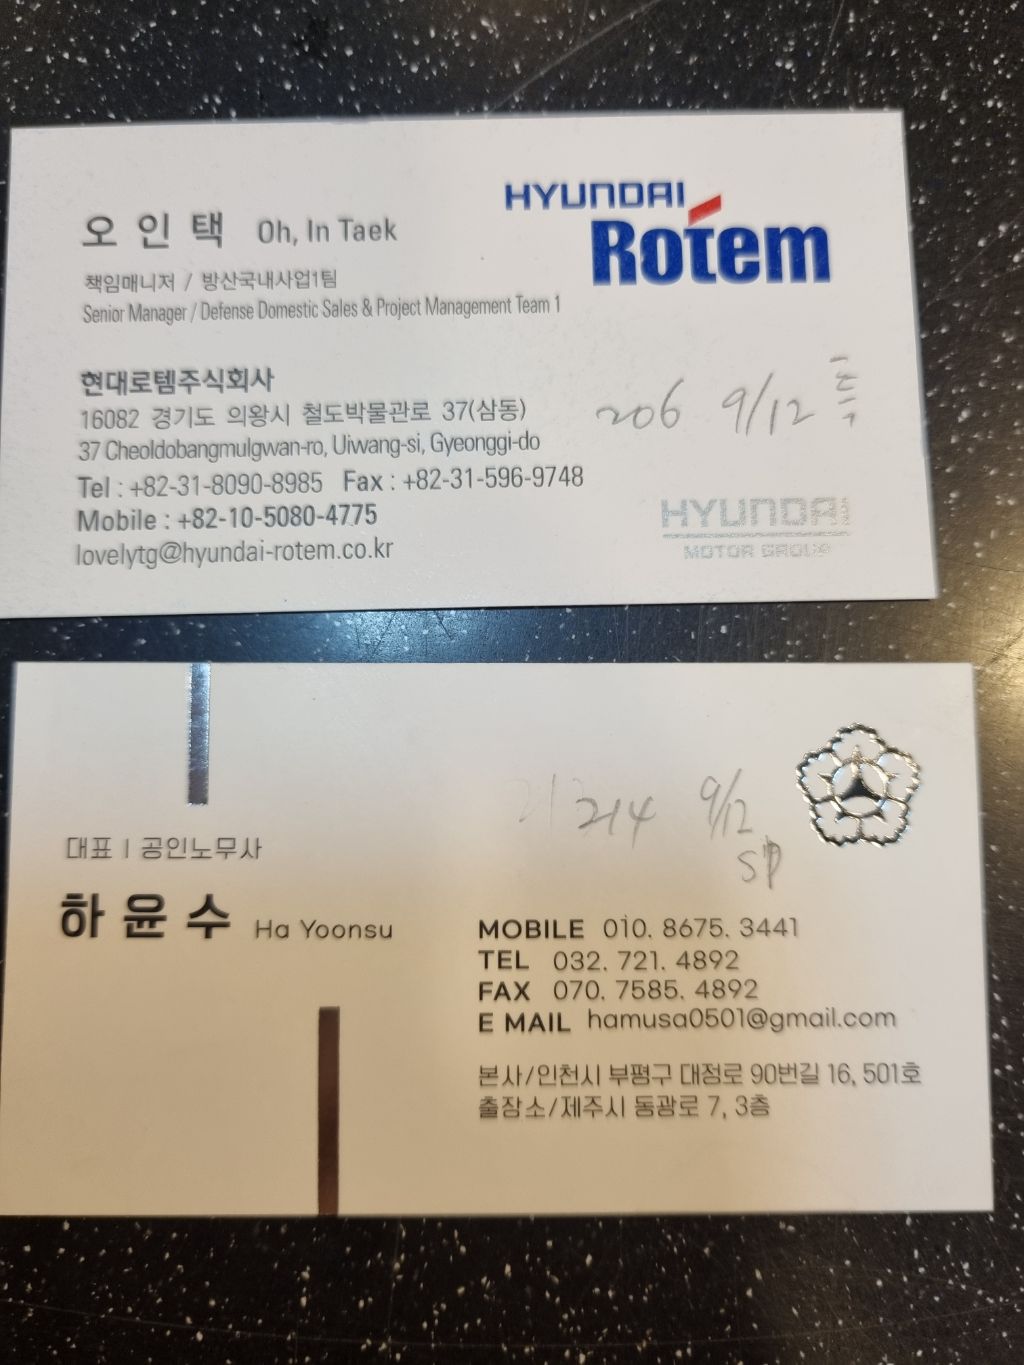 오 인 택 Oh, In Taek
책임매니저 / 방산국내사업1팀
Senior Manager / Defense Domestic Sales & Project Management Team 1
HYUNDAI
Rotem
현대로템주식회사
16082 경기도 의왕시 철도박물관로 37(삼동)
37 Cheoldobangmulgwan-ro, Uiwang-si, Gyeonggi-do
Tel : +82-31-8090-8985 Fax : +82-31-596-9748
Mobile : +82-10-5080-4775
lovelytg@hyundai-rotem.co.kr
206 9/12
HYUNDAI
MOTOR GROUP
214 9/12
대표 | 공인노무사
하 윤 수 Ha Yoonsu
MOBILE 010. 8675. 3441
TEL 032. 721. 4892
FAX 070. 7585. 4892
E MAIL hamusa0501@gmail.com
본사/인천시 부평구 대정로 90번길 16, 501호
출장소/제주시 동광로 7, 3층